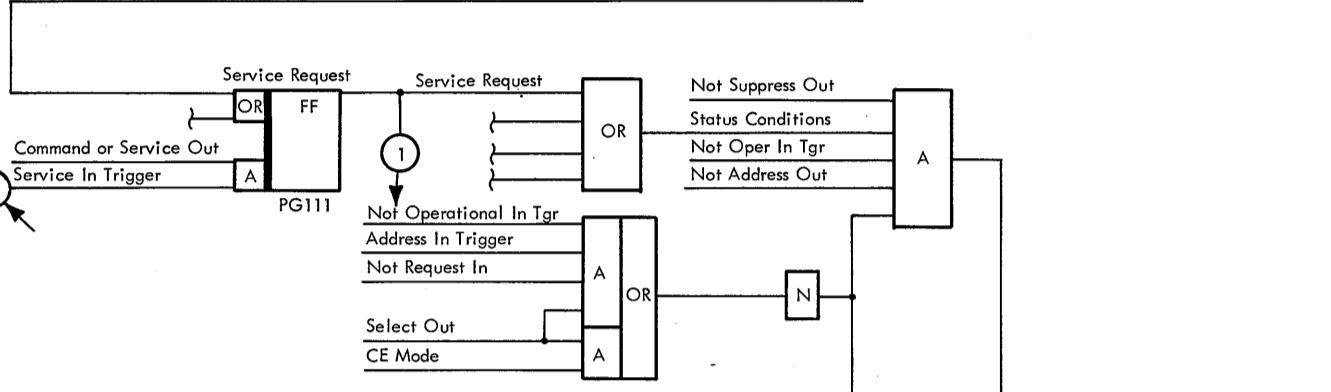 Service Request
OR
FF
Command or Service Out
Service In Trigger
A
PG111
Service Request
1
OR
Not Suppress Out
Status Conditions
Not Oper In Tgr
Not Address Out
A
Not Operational In Tgr
Address In Trigger
Not Request In
A
OR
N
Select Out
CE Mode
A